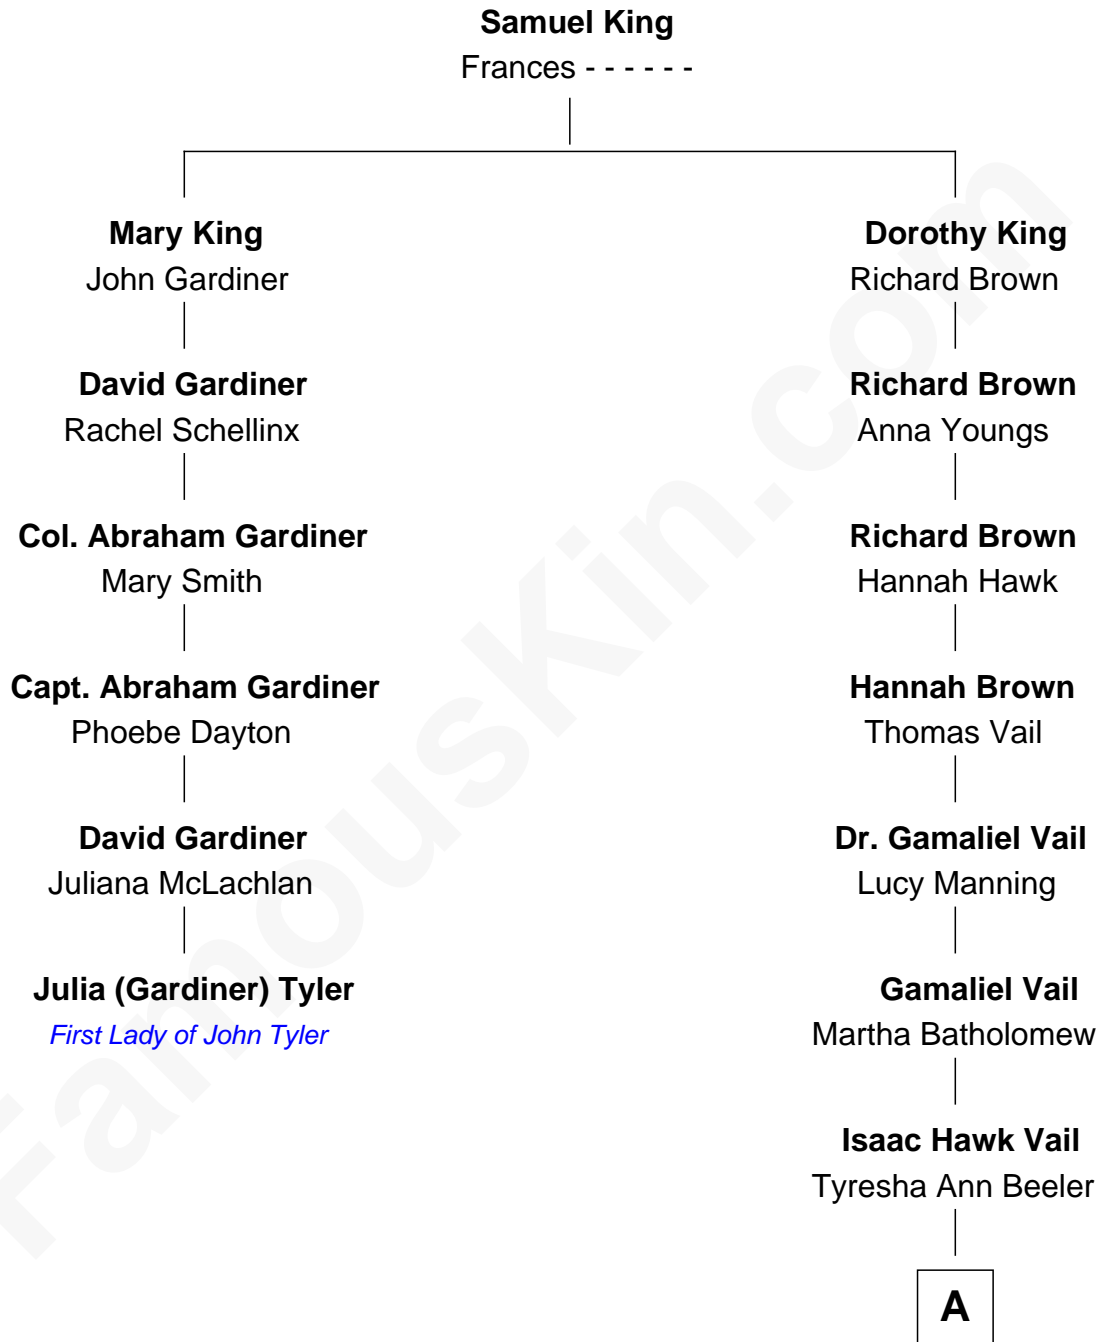 Samuel King
Frances - - - - - -
Mary King
John Gardiner
Dorothy King
Richard Brown
David Gardiner
Rachel Schellinx
Richard Brown
Anna Youngs
Col. Abraham Gardiner
Mary Smith
Richard Brown
Hannah Hawk
Capt. Abraham Gardiner
Phoebe Dayton
Hannah Brown
Thomas Vail
David Gardiner
Juliana McLachlan
Dr. Gamaliel Vail
Lucy Manning
Julia (Gardiner) Tyler
First Lady of John Tyler
Gamaliel Vail
Martha Batholomew
Isaac Hawk Vail
Tyresha Ann Beeler
A
FamousKin.com